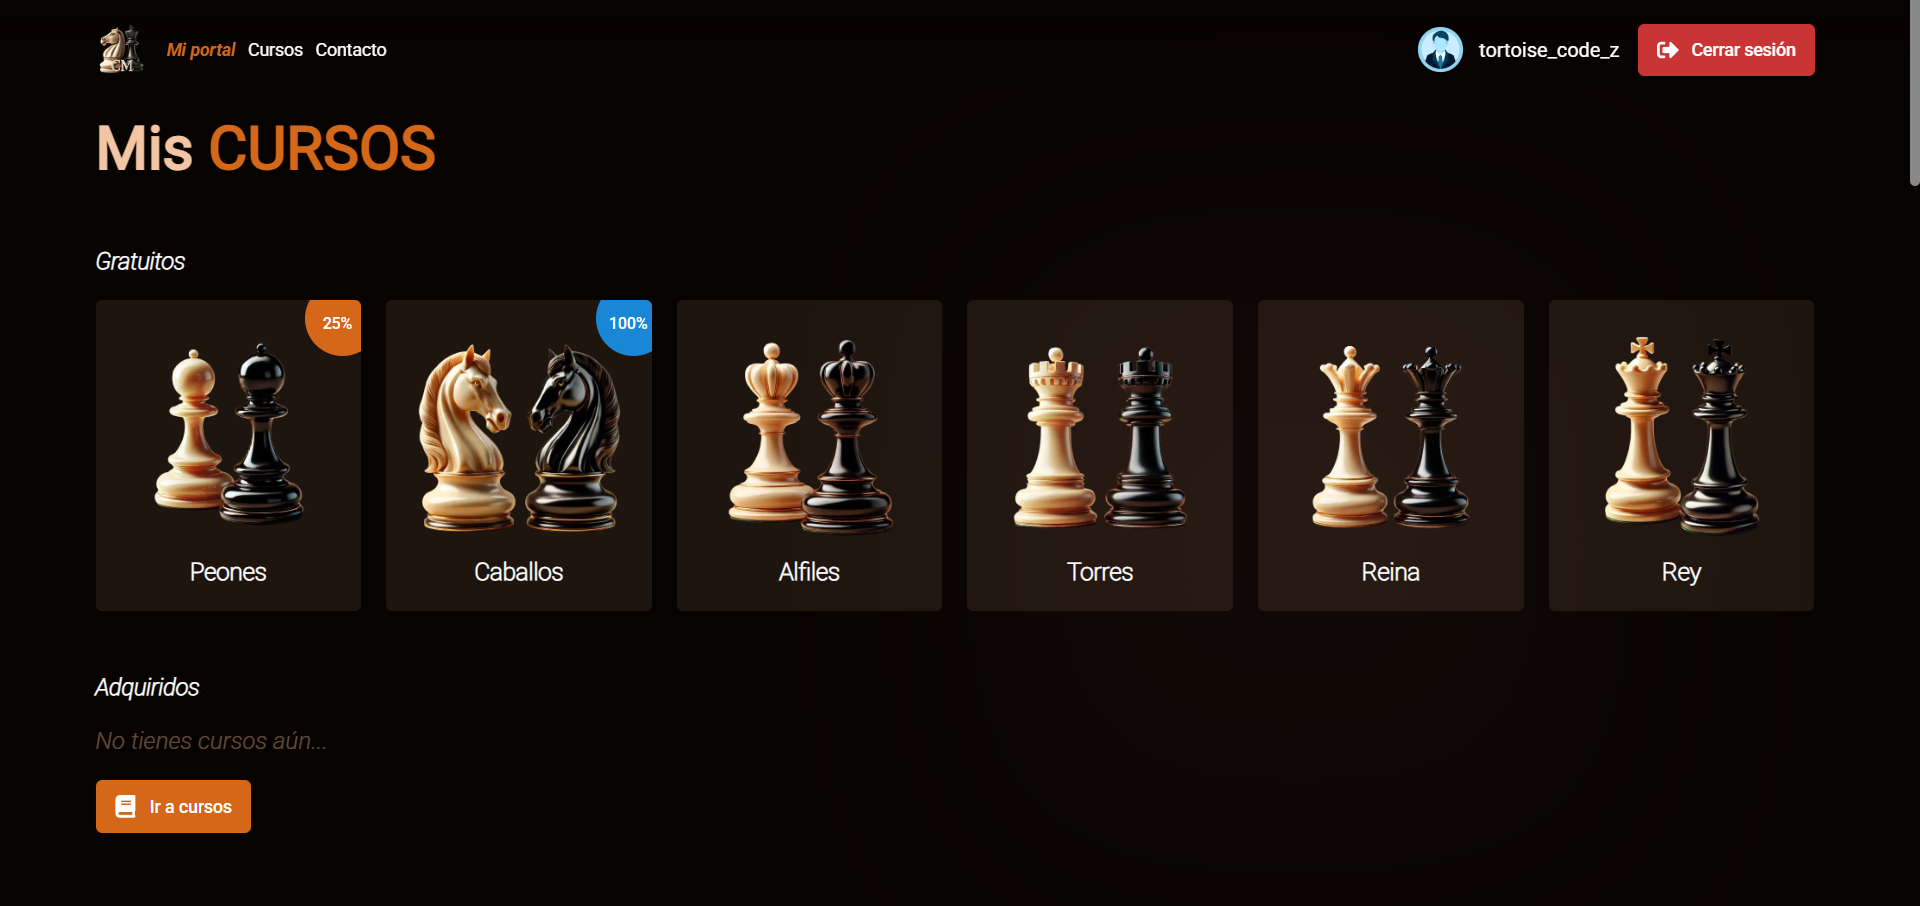 CM
Mi portal Cursos Contacto
tortoise_code_z
Cerrar sesión
Mis CURSOS
Gratuitos
25%
100%
Peones
Caballos
Alfiles
Torres
Reina
Rey
Adquiridos
No tienes cursos aún...
Ir a cursos